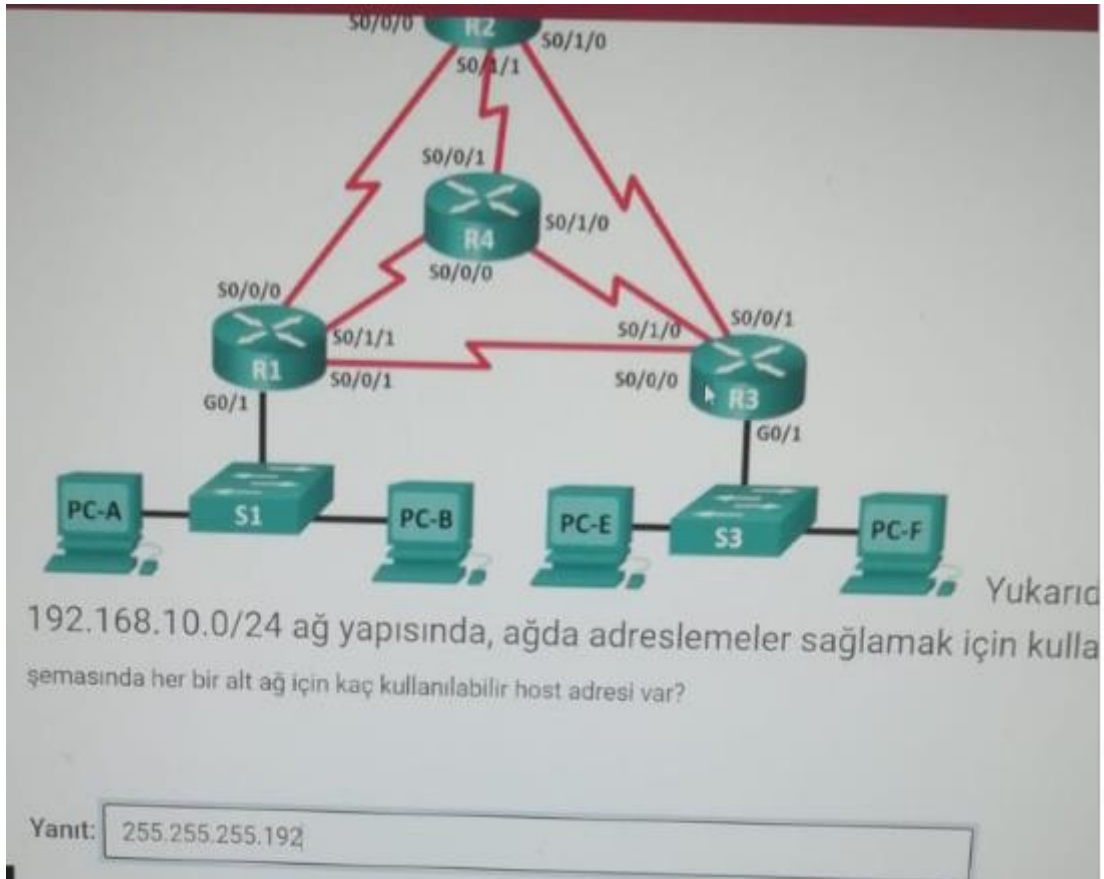 S0/0/0
R2
S0/1/0
S0/1/1
S0/0/1
R4
S0/1/0
S0/0/0
S0/0/0
R1
S0/1/1
S0/0/1
G0/1
S0/1/0
S0/0/1
S0/0/0
R3
G0/1
PC-A
S1
PC-B
PC-E
S3
PC-F
Yukarıd
192.168.10.0/24 ağ yapısında, ağda adreslemeler sağlamak için kulla
şemasında her bir alt ağ için kaç kullanılabilir host adresi var?
Yanıt: 255.255.255.192